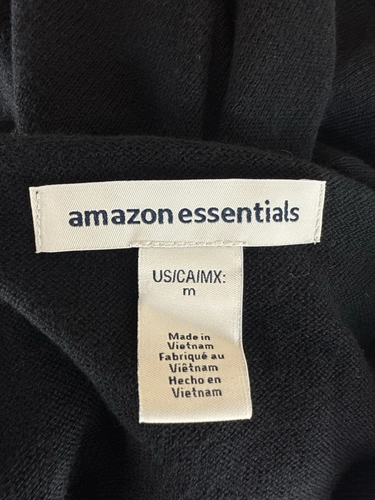 amazon essentials
US/CA/MX:
m
Made in
Vietnam
Fabriqué au
Viêtnam
Hecho en
Vietnam